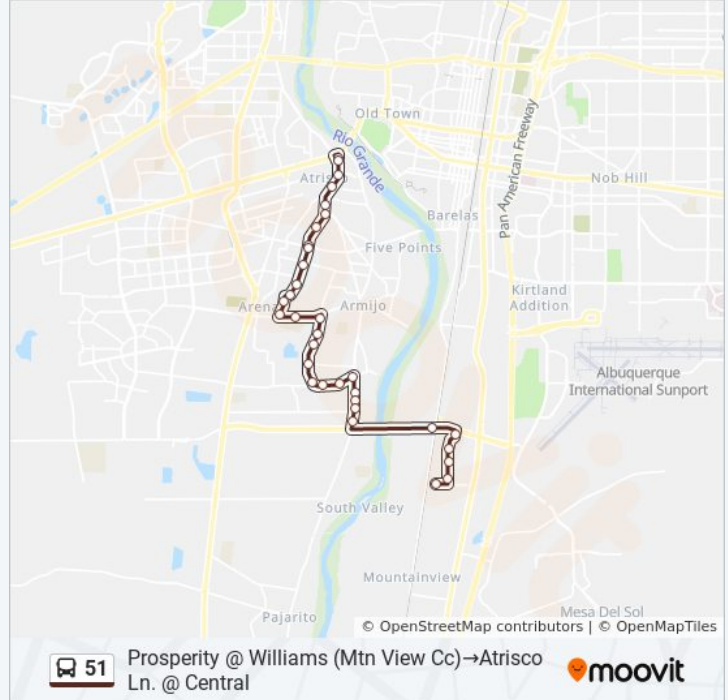 Old Town
Rio Grande
Atrisco
Nob Hill
Pan American Freeway
Barelas
Five Points
Kirtland
Addition
Arena
Armijo
Albuquerque
International Sunport
South Valley
Mountainview
Mesa Del Sol
Pajarito
© OpenStreetMap contributors | © OpenMapTiles
51
Prosperity @ Williams (Mtn View Cc)→Atrisco
Ln. @ Central
moovit